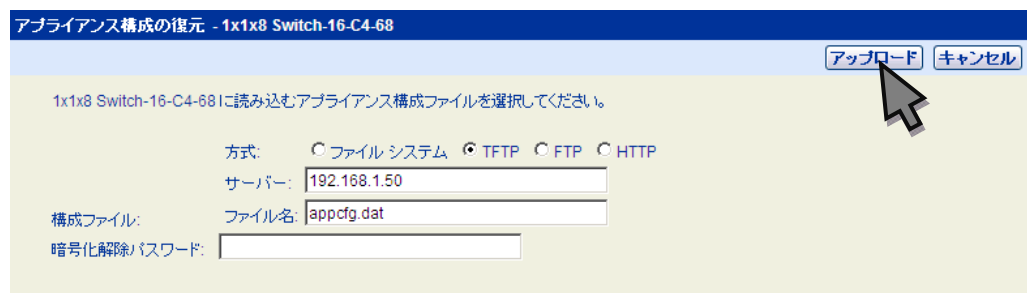 アプライアンス構成の復元 - 1x1x8 Switch-16-C4-68
アップロード キャンセル
1x1x8 Switch-16-C4-68に読み込むアプライアンス構成ファイルを選択してください。
方式: ファイル システム TFTP FTP HTTP
サーバー: 192.168.1.50
構成ファイル: ファイル名: appcfg.dat
暗号化解除パスワード: